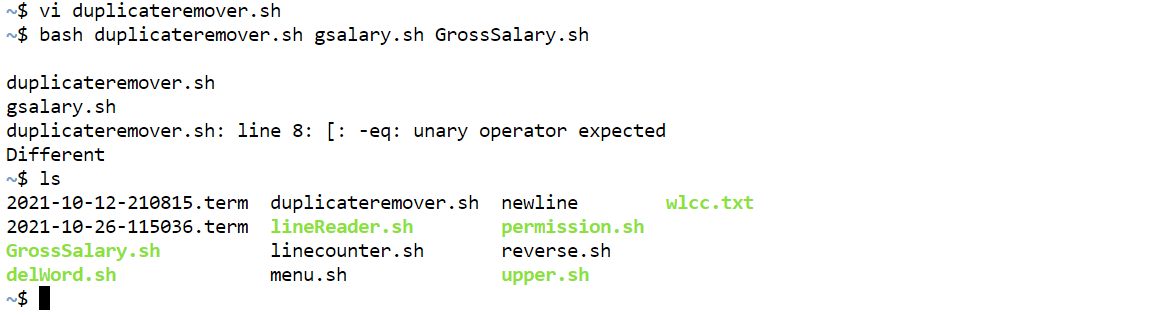 ~$ vi duplicateremover.sh
~$ bash duplicateremover.sh gsalary.sh GrossSalary.sh

duplicateremover.sh
gsalary.sh
duplicateremover.sh: line 8: [: -eq: unary operator expected
Different
~$ ls
2021-10-12-210815.term  duplicateremover.sh  newline        wlcc.txt
2021-10-26-115036.term  lineReader.sh        permission.sh
GrossSalary.sh          linecounter.sh       reverse.sh
delWord.sh              menu.sh              upper.sh
~$